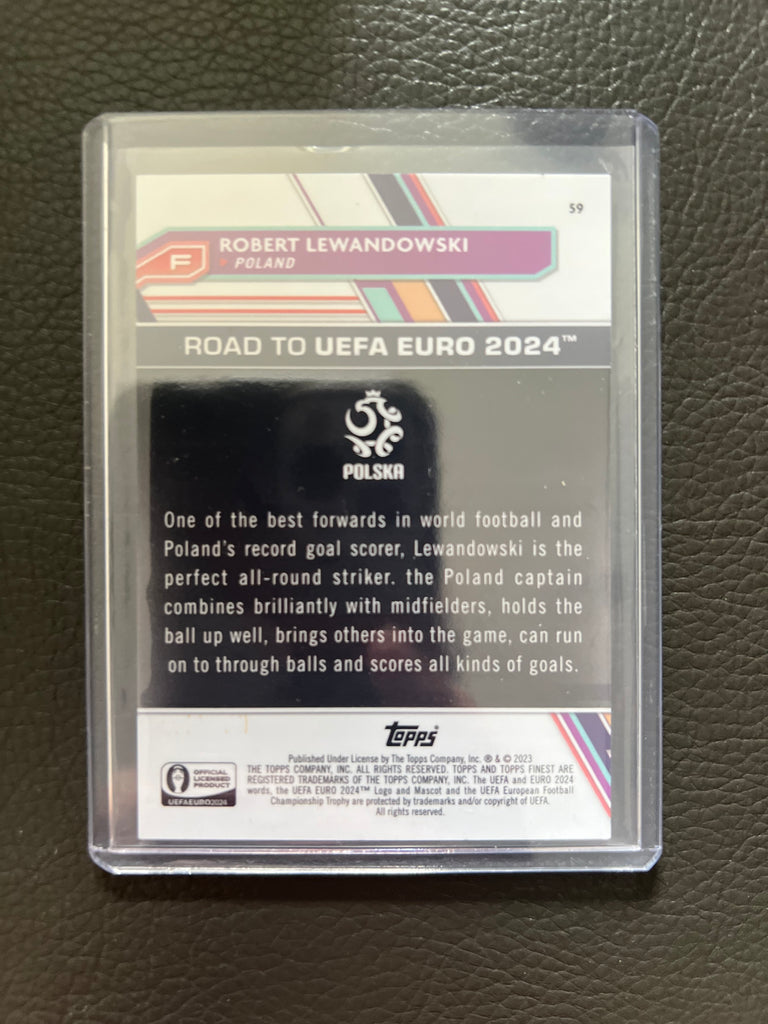 59
F
ROBERT LEWANDOWSKI
POLAND
ROAD TO UEFA EURO 2024™
POLSKA
One of the best forwards in world football and
Poland's record goal scorer, Lewandowski is the
perfect all-round striker. the Poland captain
combines brilliantly with midfielders, holds the
ball up well, brings others into the game, can run
on to through balls and scores all kinds of goals.
Topps
Published Under License by The Topps Company, Inc. ® & © 2023
THE TOPPS COMPANY, INC. ALL RIGHTS RESERVED. TOPPS AND TOPPS FINEST ARE
REGISTERED TRADEMARKS OF THE TOPPS COMPANY, INC. The UEFA and EURO 2024
words, the UEFA EURO 2024™ Logo and Mascot and the UEFA European Football
Championship Trophy are protected by trademarks and/or copyright of UEFA.
All rights reserved.
OFFICIAL
LICENSED
PRODUCT
UEFAEURO2024